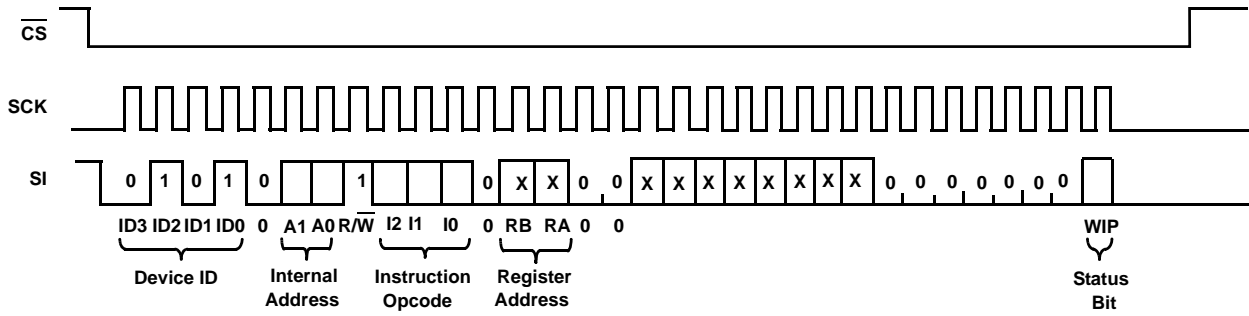 CS
SCK
SI 0 1 0 1 0 1 0 X X 0 0 X X X X X X X X 0 0 0 0 0 0 0
ID3 ID2 ID1 ID0 0 A1 A0 R/W I2 I1 I0 0 RB RA 0 0 WIP
Device ID Internal Instruction Register Status
Address Opcode Address Bit